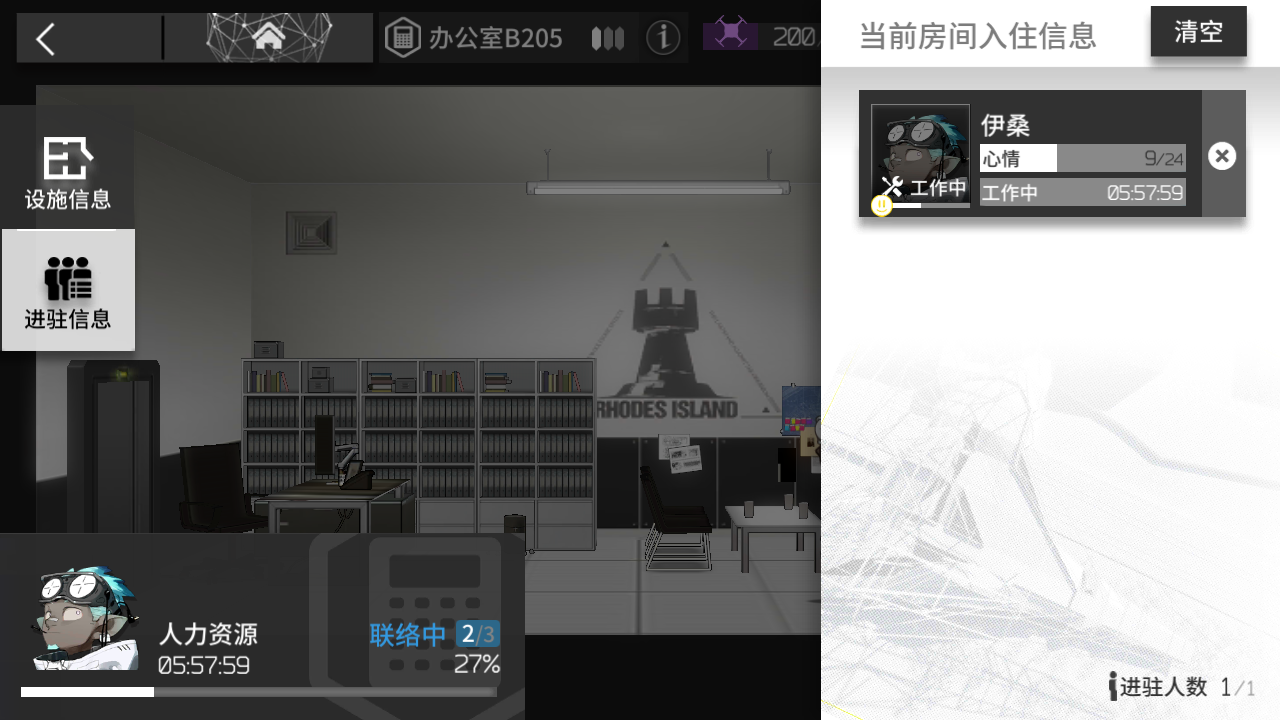 办公室B205
200
当前房间入住信息
清空
设施信息
进驻信息
伊桑
心情 9/24
工作中
工作中 05:57:59
RHODES ISLAND
人力资源
05:57:59
联络中 2/3
27%
进驻人数 1/1